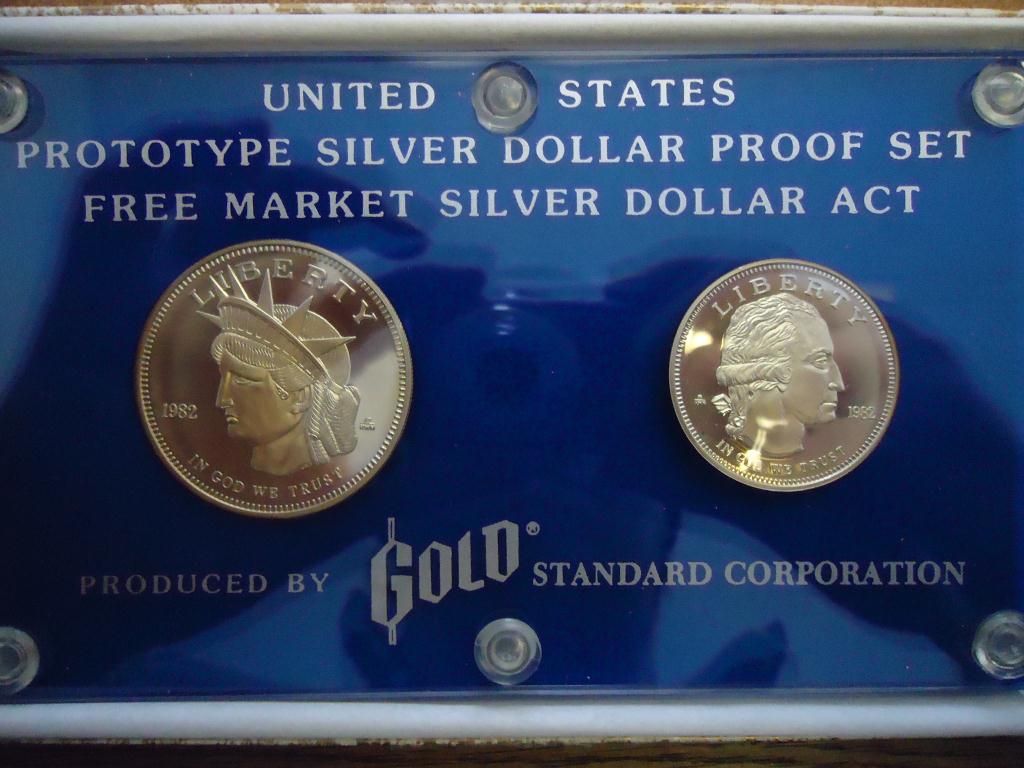 UNITED STATES
PROTOTYPE SILVER DOLLAR PROOF SET
FREE MARKET SILVER DOLLAR ACT
LIBERTY
1982
IN GOD WE TRUST
LIBERTY
1982
IN GOD WE TRUST
PRODUCED BY GOLD® STANDARD CORPORATION